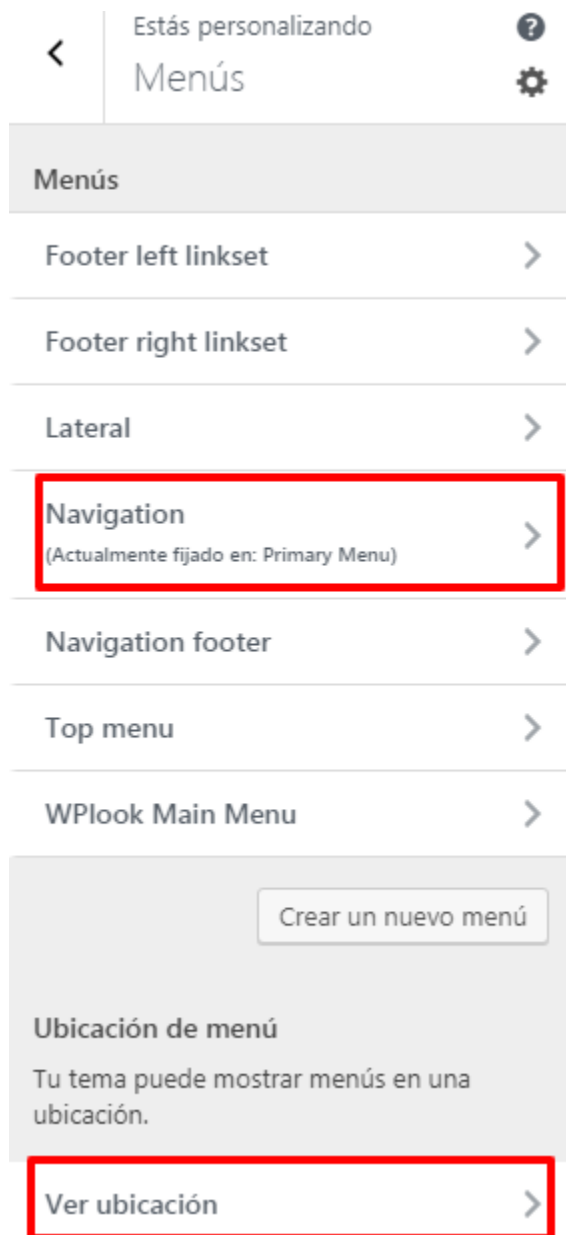 Estás personalizando
Menús
Menús
Footer left linkset
Footer right linkset
Lateral
Navigation
(Actualmente fijado en: Primary Menu)
Navigation footer
Top menu
WPlook Main Menu
Crear un nuevo menú
Ubicación de menú
Tu tema puede mostrar menús en una
ubicación.
Ver ubicación